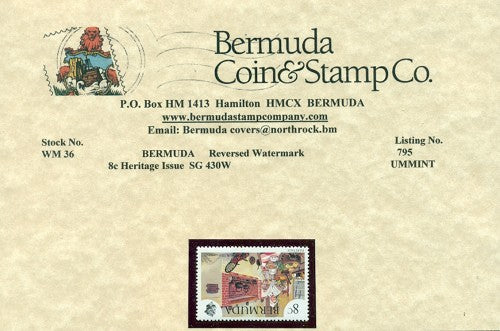 Bermuda
Coin&Stamp Co.
P.O. Box HM 1413 Hamilton HMCX BERMUDA
www.bermudastampcompany.com
Email: Bermuda covers@northrock.bm
Stock No. Listing No.
WM 36 BERMUDA Reversed Watermark 795
8c Heritage Issue SG 430W UMMINT
8c BERMUDA